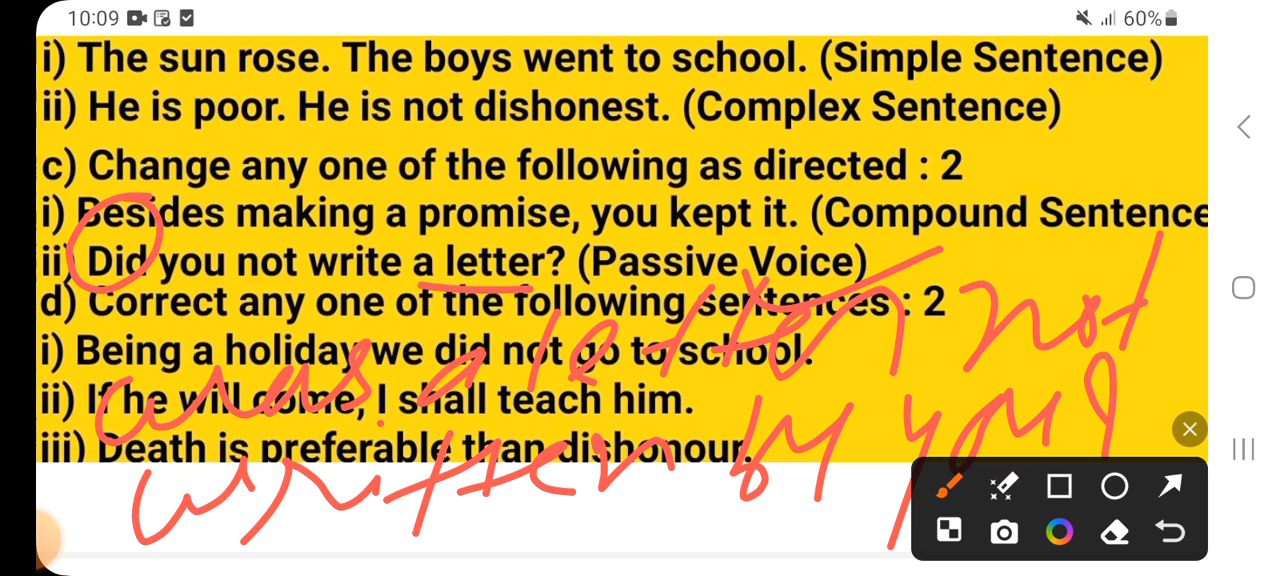 10:09 60%
i) The sun rose. The boys went to school. (Simple Sentence)
ii) He is poor. He is not dishonest. (Complex Sentence)
c) Change any one of the following as directed : 2
i) Besides making a promise, you kept it. (Compound Sentence
ii) Did you not write a letter? (Passive Voice)
d) Correct any one of the following sentences : 2
i) Being a holiday we did not go to school.
ii) If he will come, I shall teach him.
iii) Death is preferable than dishonour.
was a letter not
written by you?